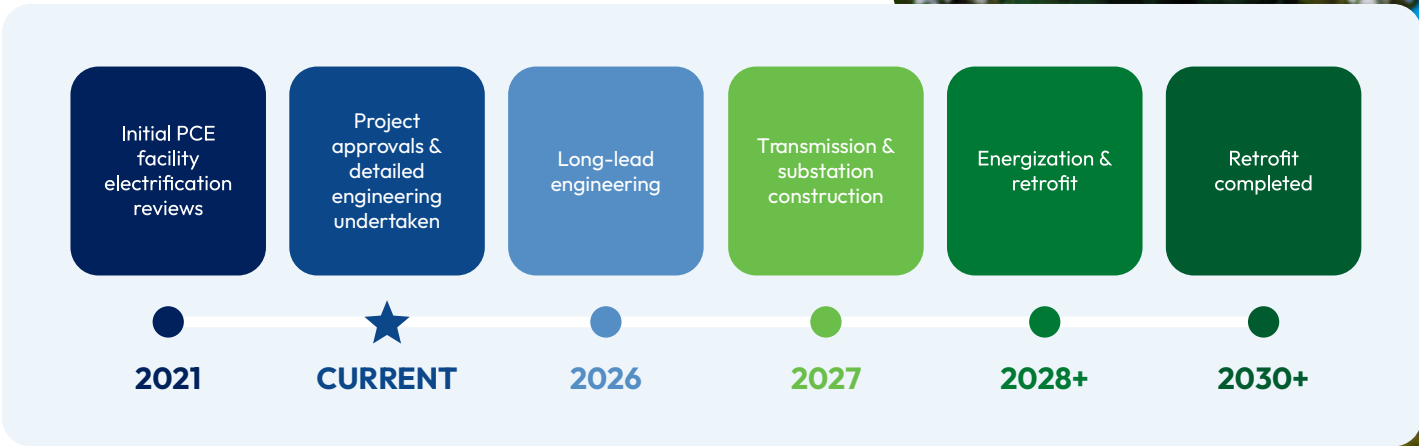 Initial PCE
facility
electrification
reviews
Project
approvals &
detailed
engineering
undertaken
Long-lead
engineering
Transmission &
substation
construction
Energization &
retrofit
Retrofit
completed
2021
CURRENT
2026
2027
2028+
2030+